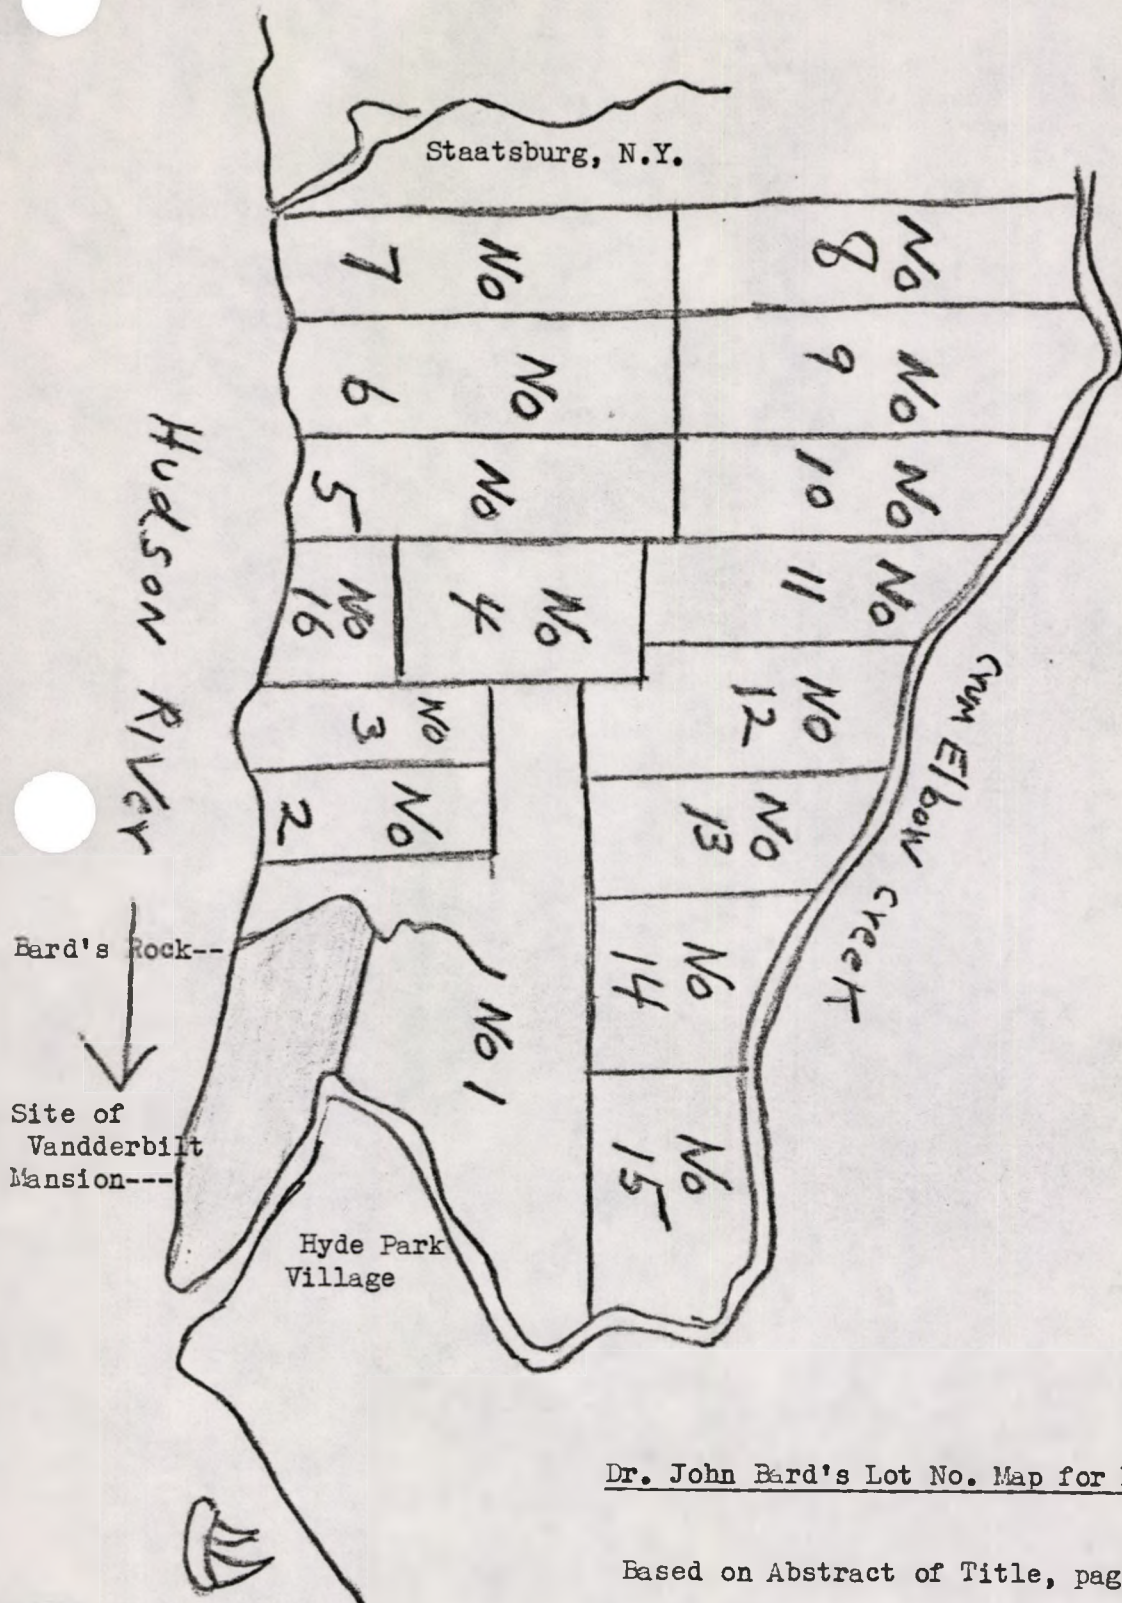 Staatsburg, N.Y.
No
7
No
8
No
6
No
9
No
5
No
10
No
16
No
4
No
11
No
3
No
12
No
2
No
13
No
14
No 1
No
15
Hudson River
Crum Elbow Creek
Bard's Rock--
Site of
Vandderbilt
Mansion---
Hyde Park
Village
Dr. John Bard's Lot No. Map for
Based on Abstract of Title,